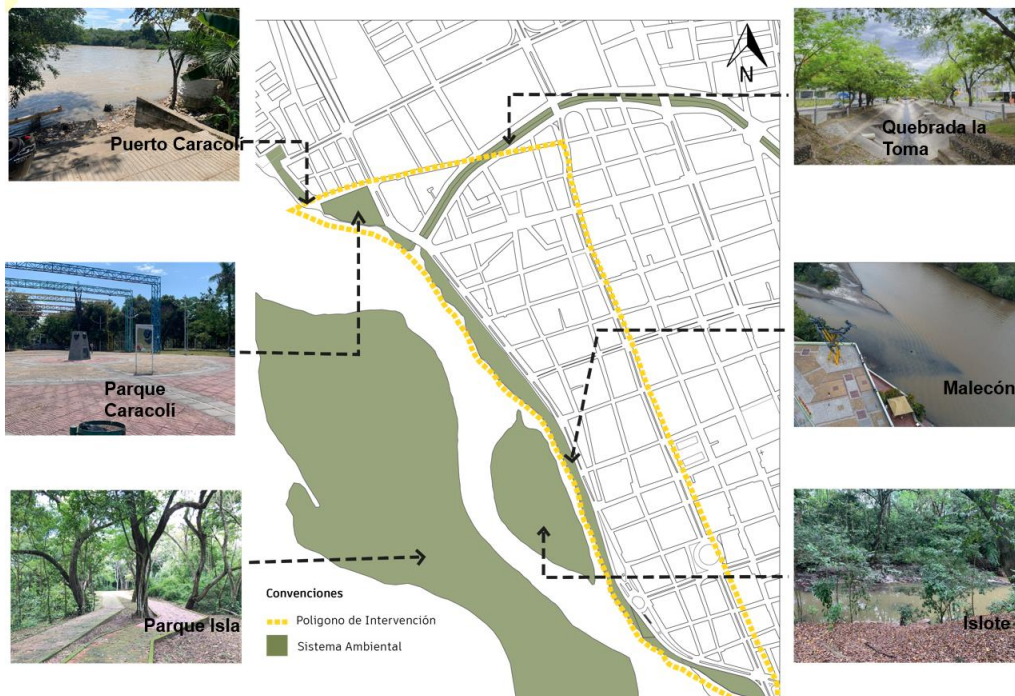 Puerto Caracolí
Parque
Caracolí
Parque Isla
N
Quebrada la
Toma
Malecón
Islote
Convenciones
Poligono de Intervención
Sistema Ambiental